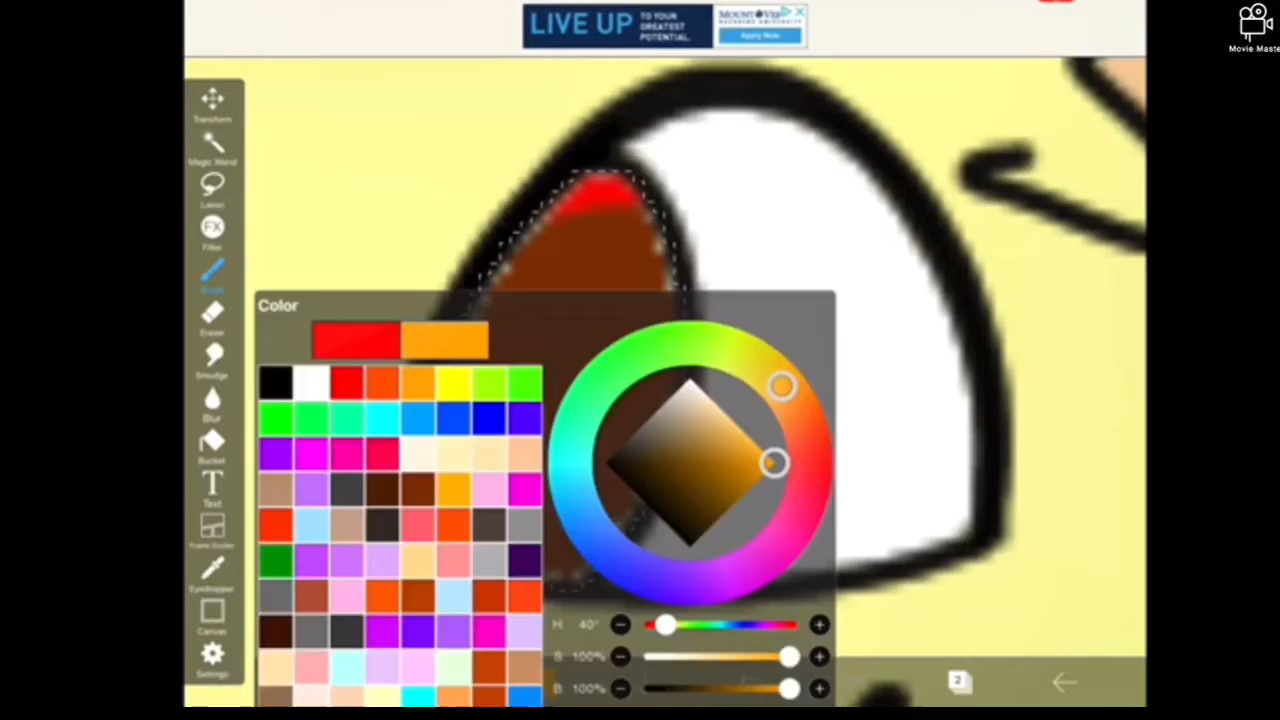 LIVE UP
TO YOUR
GREATEST
POTENTIAL.
Apply Now
Movie Maste
Transform
Magic Wand
Lasso
FX
Filter
Brush
Eraser
Smudge
Blur
Bucket
T
Text
Frame Divider
Eyedropper
Canvas
Settings
Color
H 40°
S 100%
B 100%
2